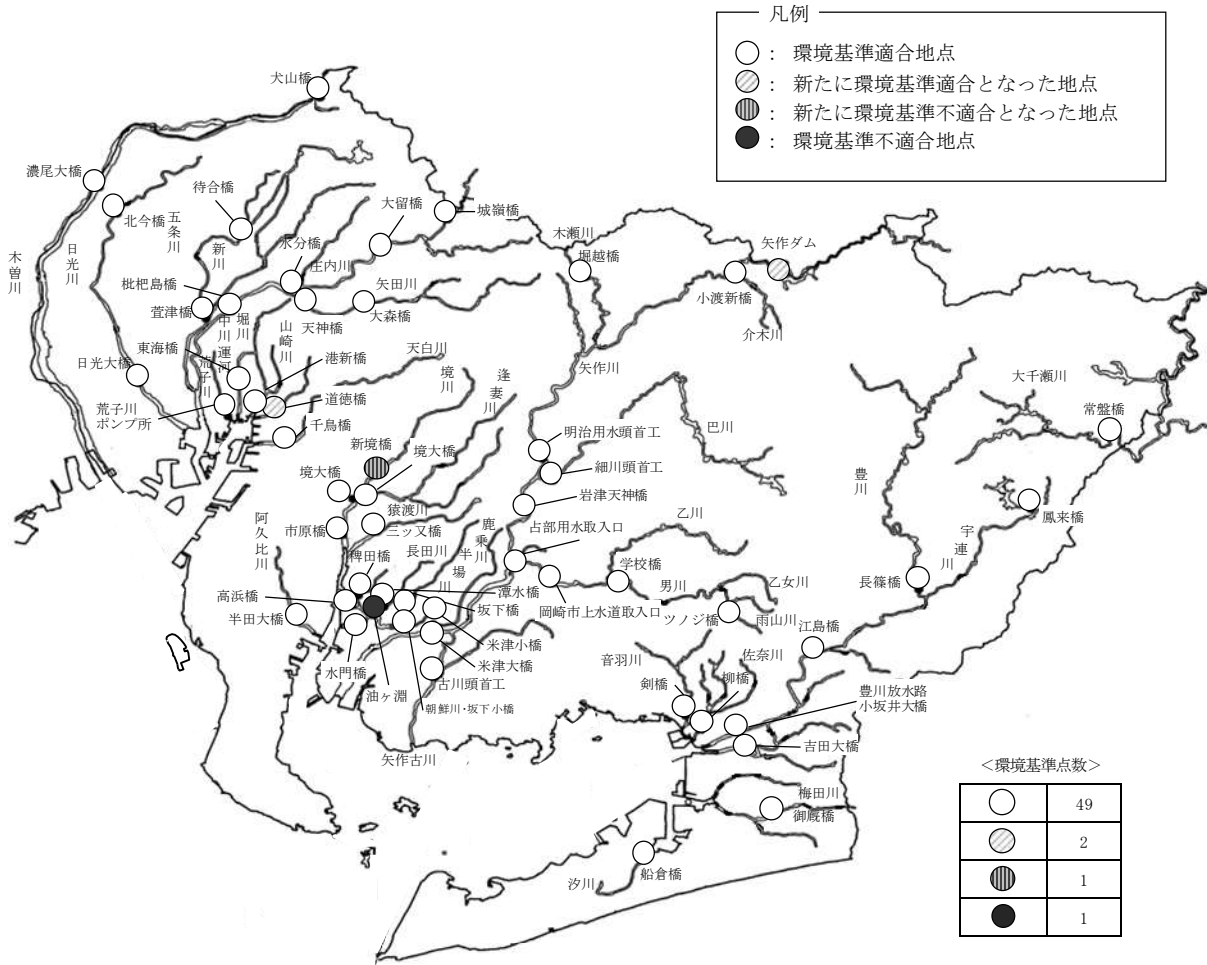 凡例
： 環境基準適合地点
： 新たに環境基準適合となった地点
： 新たに環境基準不適合となった地点
： 環境基準不適合地点
犬山橋
濃尾大橋
北今橋
待合橋
大留橋
城嶺橋
木瀬川
堀越橋
矢作ダム
五条川
新川
水分橋
庄内川
日光川
木曽川
枇杷島橋
矢田川
小渡新橋
萱津橋
堀川
中川運河
天神橋
大森橋
介木川
東海橋
山崎川
港新橋
天白川
矢作川
日光大橋
荒子川
境川
逢妻川
大千瀬川
荒子川
ポンプ所
道徳橋
巴川
常盤橋
千鳥橋
新境橋
境大橋
明治用水頭首工
豊川
境大橋
細川頭首工
猿渡川
岩津天神橋
鳳来橋
阿久比川
市原橋
三ッ又橋
鹿乗川
占部用水取入口
乙川
宇連川
稗田橋
長田川
半場川
学校橋
長篠橋
高浜橋
潭水橋
男川
乙女川
半田大橋
坂下橋
岡崎市上水道取入口
ツノジ橋
雨山川
江島橋
米津小橋
音羽川
佐奈川
水門橋
米津大橋
油ヶ淵
古川頭首工
剣橋
柳橋
豊川放水路
小坂井大橋
朝鮮川・坂下小橋
矢作古川
吉田大橋
梅田川
御厩橋
汐川
船倉橋
＜環境基準点数＞
49
2
1
1